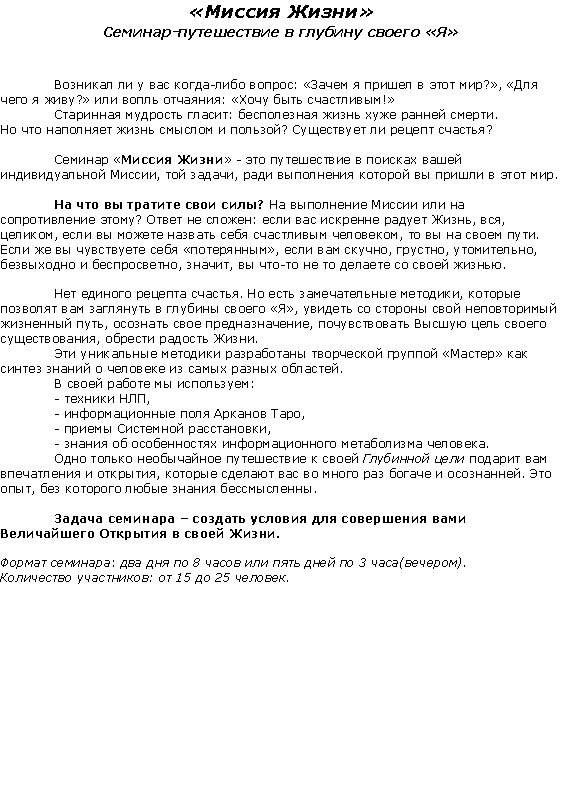 «Миссия Жизни»
Семинар-путешествие в глубину своего «Я»
Возникал ли у вас когда-либо вопрос: «Зачем я пришел в этот мир?», «Для
чего я живу?» или вопль отчаяния: «Хочу быть счастливым!»
Старинная мудрость гласит: бесполезная жизнь хуже ранней смерти.
Но что наполняет жизнь смыслом и пользой? Существует ли рецепт счастья?
Семинар «Миссия Жизни» - это путешествие в поисках вашей
индивидуальной Миссии, той задачи, ради выполнения которой вы пришли в этот мир.
На что вы тратите свои силы? На выполнение Миссии или на
сопротивление этому? Ответ не сложен: если вас искренне радует Жизнь, вся,
целиком, если вы можете назвать себя счастливым человеком, то вы на своем пути.
Если же вы чувствуете себя «потерянным», если вам скучно, грустно, утомительно,
безвыходно и беспросветно, значит, вы что-то не то делаете со своей жизнью.
Нет единого рецепта счастья. Но есть замечательные методики, которые
позволят вам заглянуть в глубины своего «Я», увидеть со стороны свой неповторимый
жизненный путь, осознать свое предназначение, почувствовать Высшую цель своего
существования, обрести радость Жизни.
Эти уникальные методики разработаны творческой группой «Мастер» как
синтез знаний о человеке из самых разных областей.
В своей работе мы используем:
- техники НЛП,
- информационные поля Арканов Таро,
- приемы Системной расстановки,
- знания об особенностях информационного метаболизма человека.
Одно только необычайное путешествие к своей Глубинной цели подарит вам
впечатления и открытия, которые сделают вас во много раз богаче и осознанней. Это
опыт, без которого любые знания бессмысленны.
Задача семинара – создать условия для совершения вами
Величайшего Открытия в своей Жизни.
Формат семинара: два дня по 8 часов или пять дней по 3 часа(вечером).
Количество участников: от 15 до 25 человек.